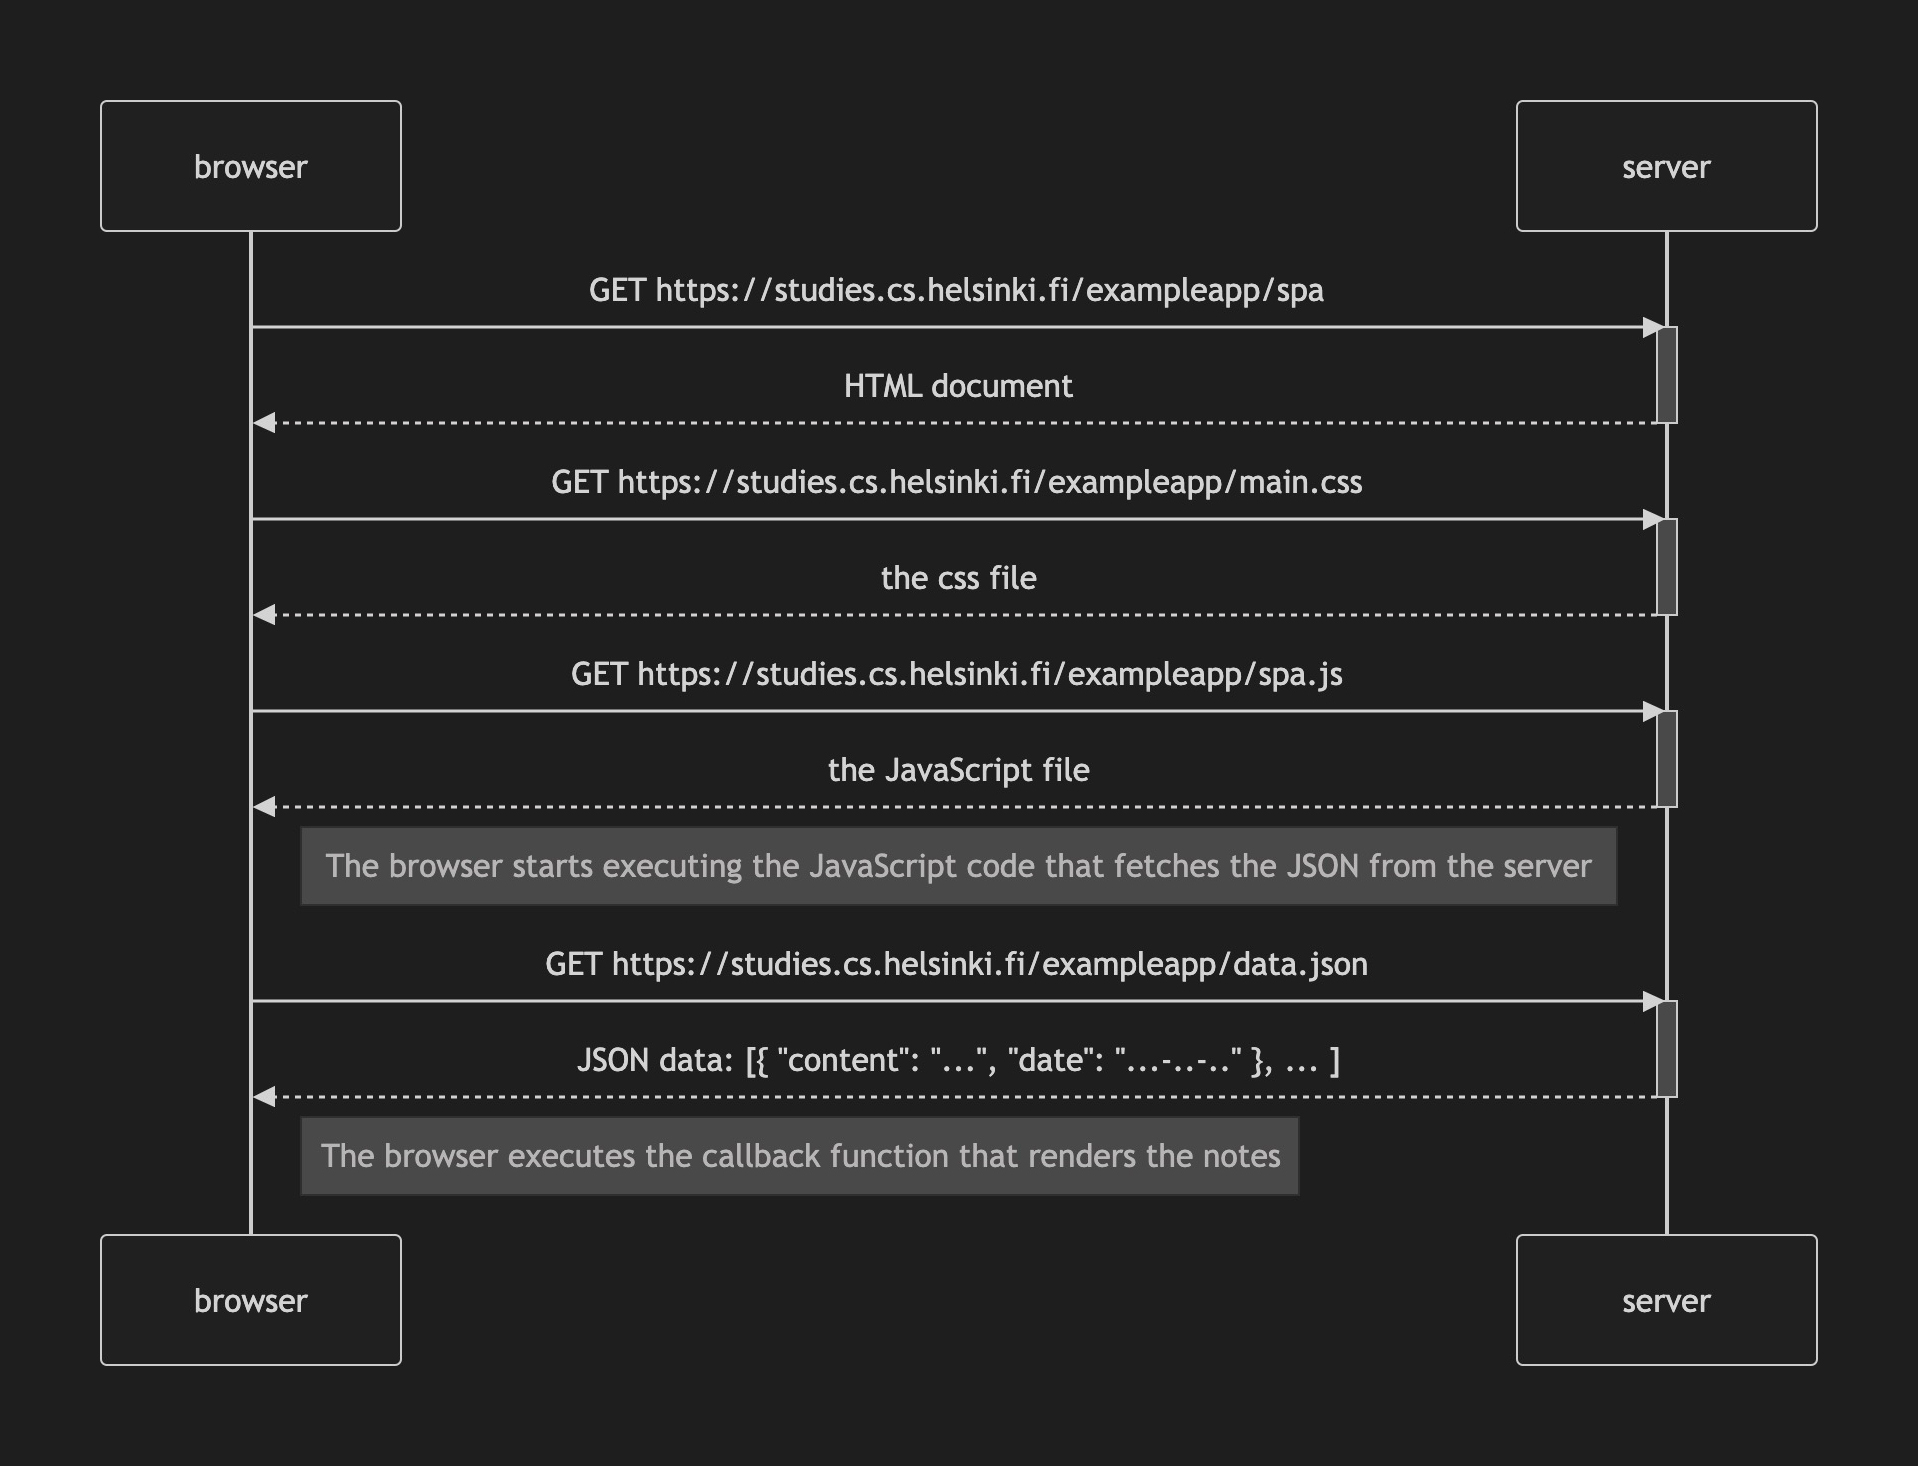 browser
server
GET https://studies.cs.helsinki.fi/exampleapp/spa
HTML document
GET https://studies.cs.helsinki.fi/exampleapp/main.css
the css file
GET https://studies.cs.helsinki.fi/exampleapp/spa.js
the JavaScript file
The browser starts executing the JavaScript code that fetches the JSON from the server
GET https://studies.cs.helsinki.fi/exampleapp/data.json
JSON data: [{ "content": "...", "date": "...-..-.." }, ... ]
The browser executes the callback function that renders the notes
browser
server